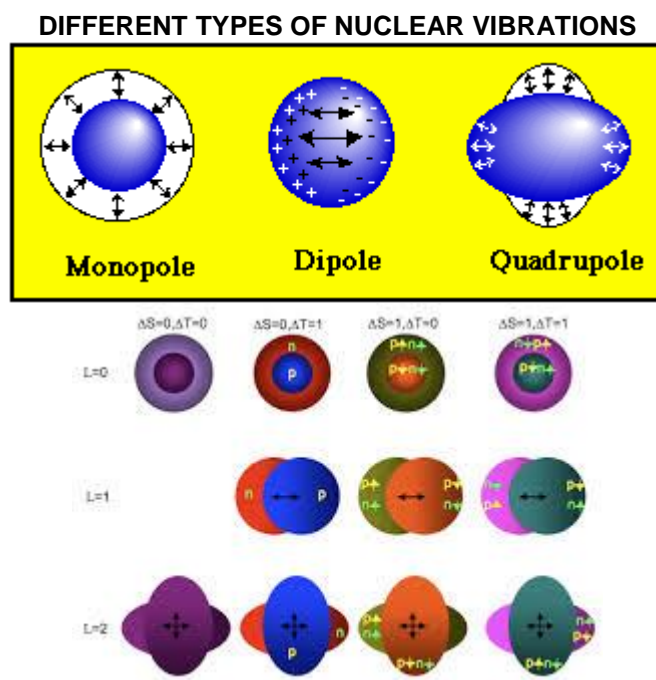 DIFFERENT TYPES OF NUCLEAR VIBRATIONS
+ + + + + + + + + + + - - - - - - - - - - -
Monopole Dipole Quadrupole
ΔS=0,ΔT=0 ΔS=0,ΔT=1 ΔS=1,ΔT=0 ΔS=1,ΔT=1
L=0
n p
p n p n
n p p n
L=1
n p
p n p n
n p p n
L=2
p n
p n p n
n p p n